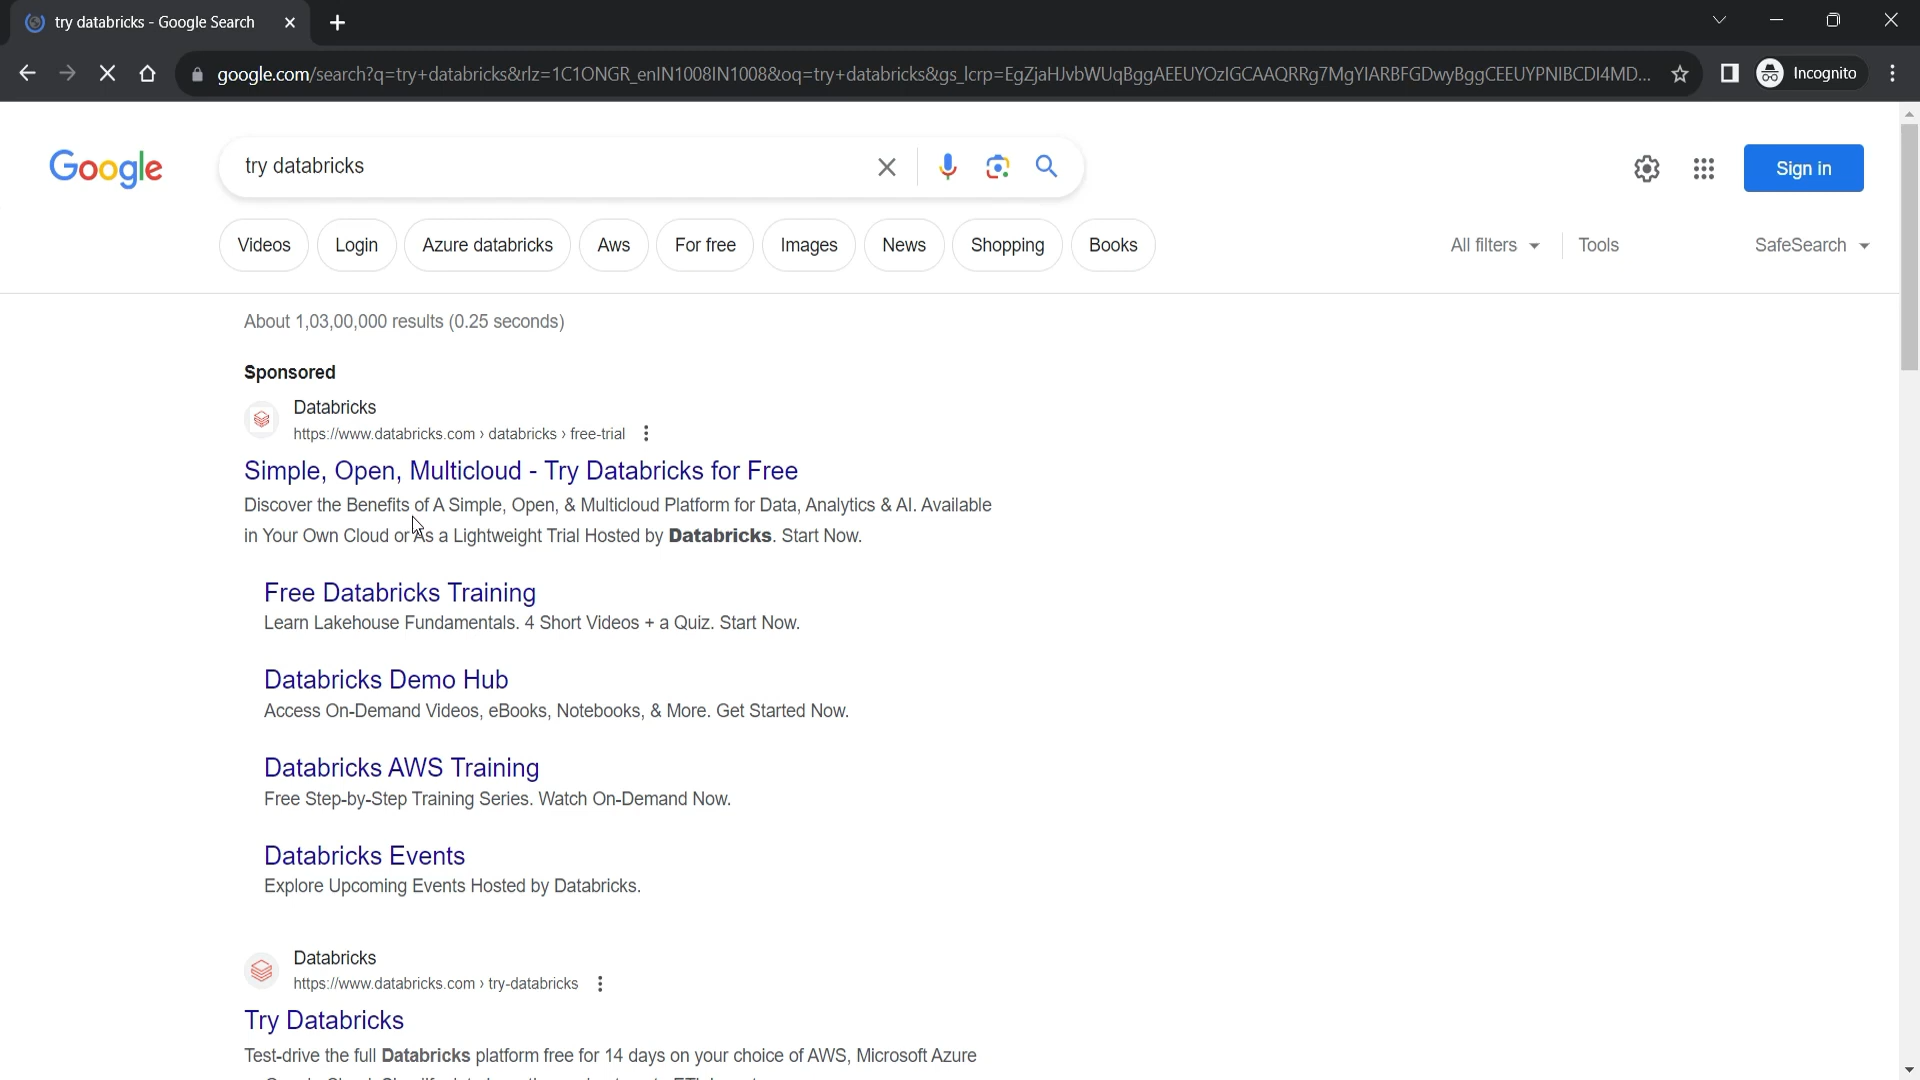 try databricks - Google Search
google.com/search?q=try+databricks&rlz=1C1ONGR_enIN1008IN1008&oq=try+databricks&gs_lcrp=EgZjaHJvbWUqBggAEEUYOzIGCAAQRRg7MgYIARBFGDwyBggCEEUYPNIBCDI4MD...
Incognito
Google
try databricks
Sign in
Videos
Login
Azure databricks
Aws
For free
Images
News
Shopping
Books
All filters
Tools
SafeSearch
About 1,03,00,000 results (0.25 seconds)
Sponsored
Databricks
https://www.databricks.com › databricks › free-trial
Simple, Open, Multicloud - Try Databricks for Free
Discover the Benefits of A Simple, Open, & Multicloud Platform for Data, Analytics & AI. Available
in Your Own Cloud or As a Lightweight Trial Hosted by Databricks. Start Now.
Free Databricks Training
Learn Lakehouse Fundamentals. 4 Short Videos + a Quiz. Start Now.
Databricks Demo Hub
Access On-Demand Videos, eBooks, Notebooks, & More. Get Started Now.
Databricks AWS Training
Free Step-by-Step Training Series. Watch On-Demand Now.
Databricks Events
Explore Upcoming Events Hosted by Databricks.
Databricks
https://www.databricks.com › try-databricks
Try Databricks
Test-drive the full Databricks platform free for 14 days on your choice of AWS, Microsoft Azure